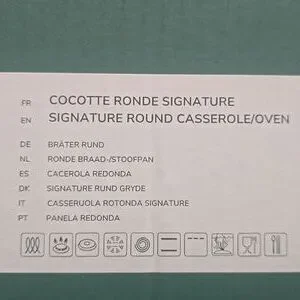 FR COCOTTE RONDE SIGNATURE
EN SIGNATURE ROUND CASSEROLE/OVEN
DE BRÄTER RUND
NL RONDE BRAAD-/STOOFPAN
ES CACEROLA REDONDA
DK SIGNATURE RUND GRYDE
IT CASSERUOLA ROTONDA SIGNATURE
PT PANELA REDONDA